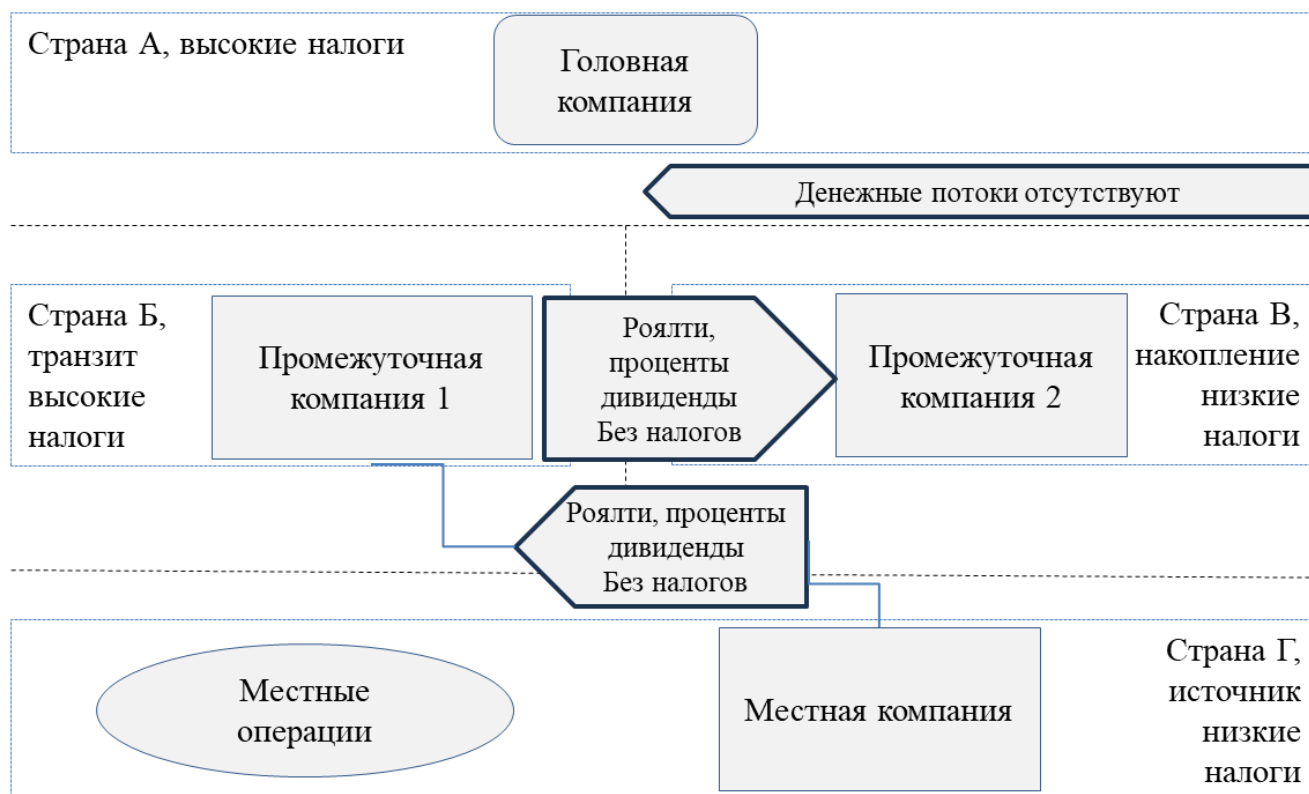 Страна А, высокие налоги
Головная
компания
Денежные потоки отсутствуют
Страна Б,
транзит
высокие
налоги
Промежуточная
компания 1
Роялти,
проценты
дивиденды
Без налогов
Промежуточная
компания 2
Страна В,
накопление
низкие
налоги
Роялти, проценты
дивиденды
Без налогов
Местные
операции
Местная компания
Страна Г,
источник
низкие
налоги